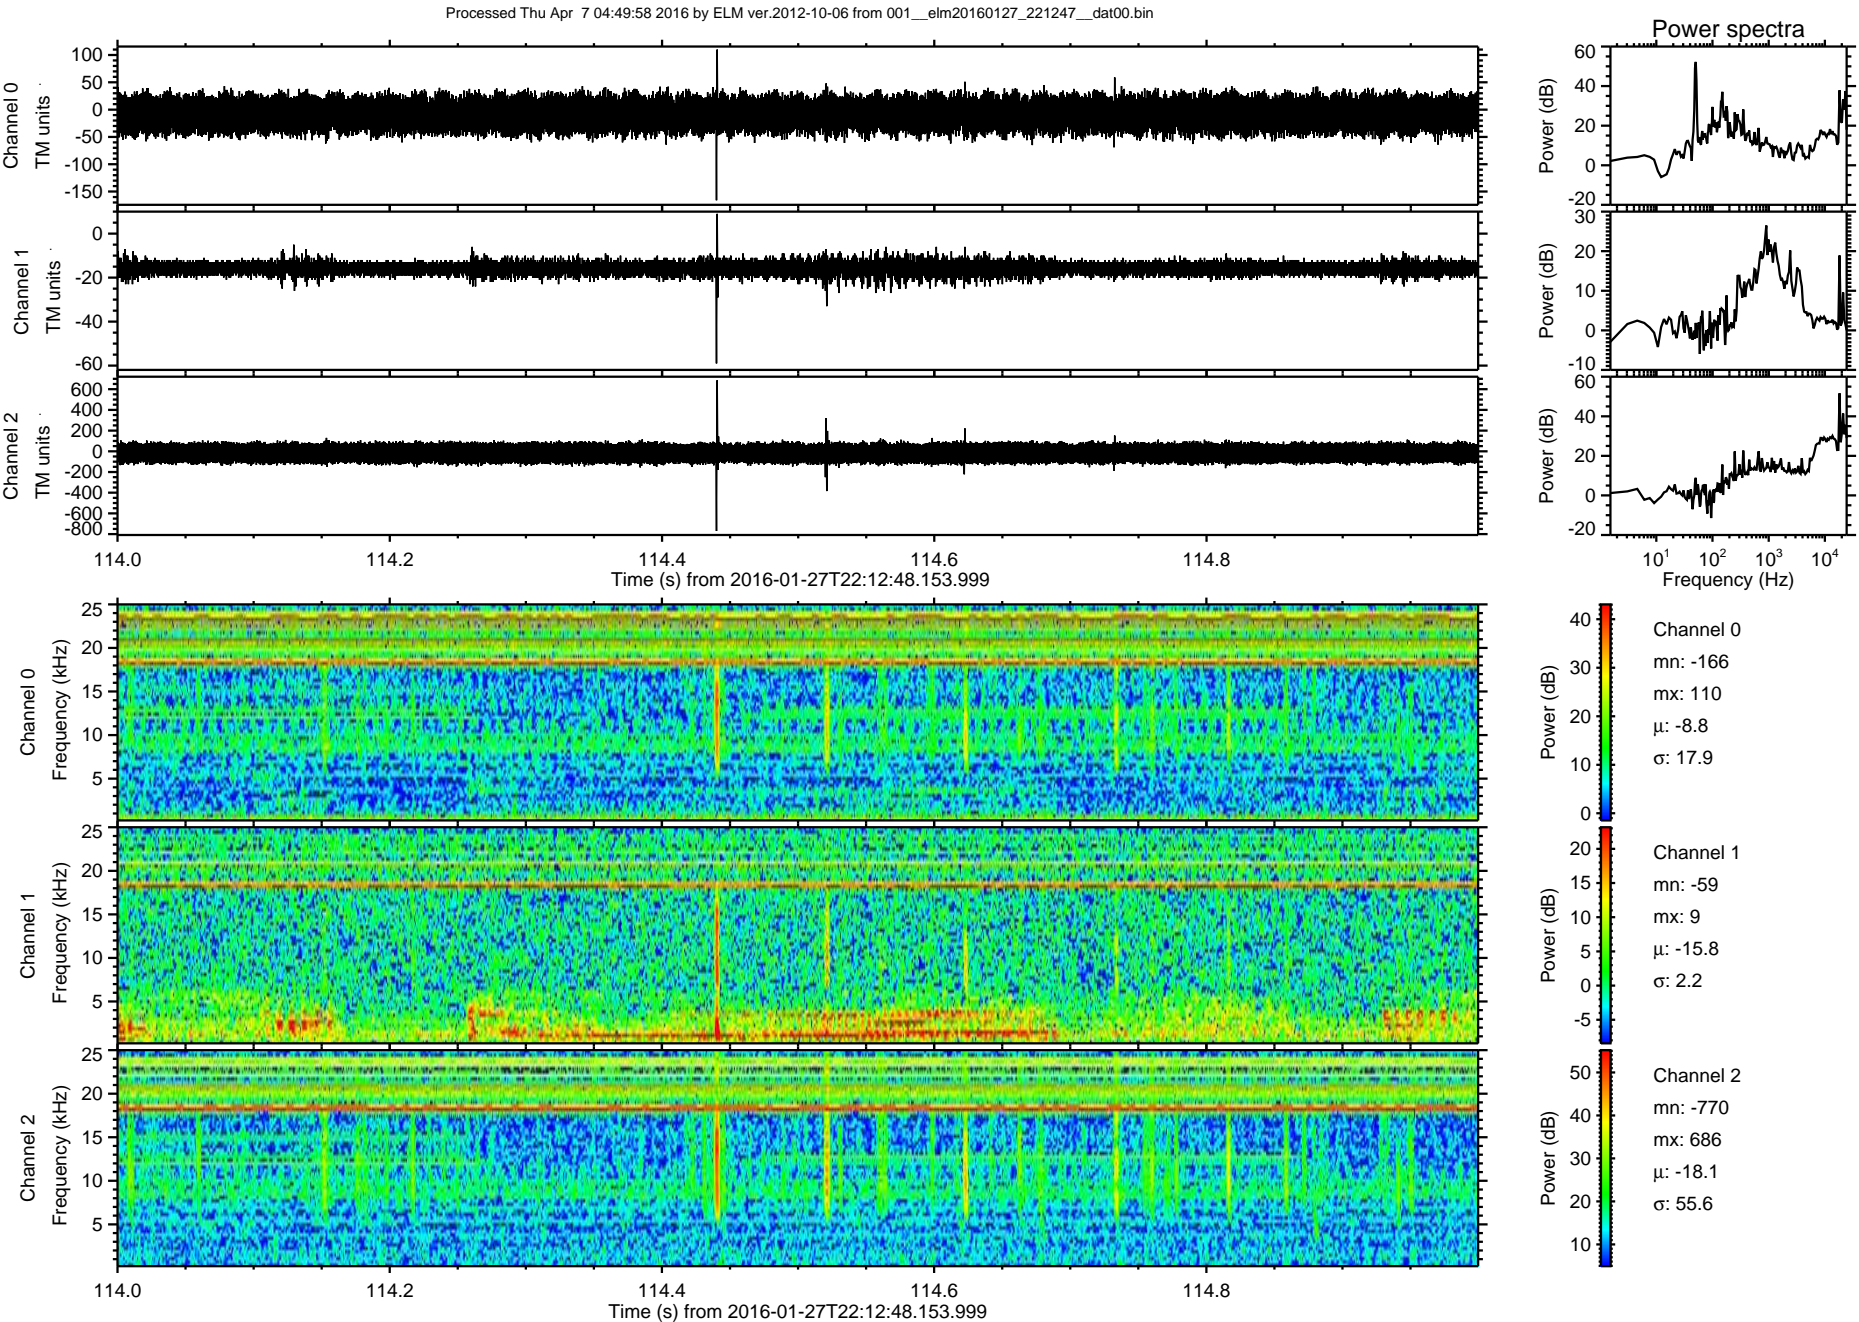 Processed Thu Apr  7 04:49:58 2016 by ELM ver.2012-10-06 from 001__elm20160127_221247__dat00.bin
Power spectra
Channel 0
TM units
100
50
0
-50
-100
-150
Power (dB)
60
40
20
0
-20
Channel 1
TM units
0
-20
-40
-60
Power (dB)
30
20
10
0
-10
Channel 2
TM units
600
400
200
0
-200
-400
-600
-800
Power (dB)
60
40
20
0
-20
114.0 114.2 114.4 114.6 114.8
Time (s) from 2016-01-27T22:12:48.153.999
10¹ 10² 10³ 10⁴
Frequency (Hz)
Channel 0
Frequency (kHz)
25
20
15
10
5
Power (dB)
40
30
20
10
0
Channel 0
mn: -166
mx: 110
µ: -8.8
σ: 17.9
Channel 1
Frequency (kHz)
25
20
15
10
5
Power (dB)
20
15
10
5
0
-5
Channel 1
mn: -59
mx: 9
µ: -15.8
σ: 2.2
Channel 2
Frequency (kHz)
25
20
15
10
5
Power (dB)
50
40
30
20
10
Channel 2
mn: -770
mx: 686
µ: -18.1
σ: 55.6
114.0 114.2 114.4 114.6 114.8
Time (s) from 2016-01-27T22:12:48.153.999